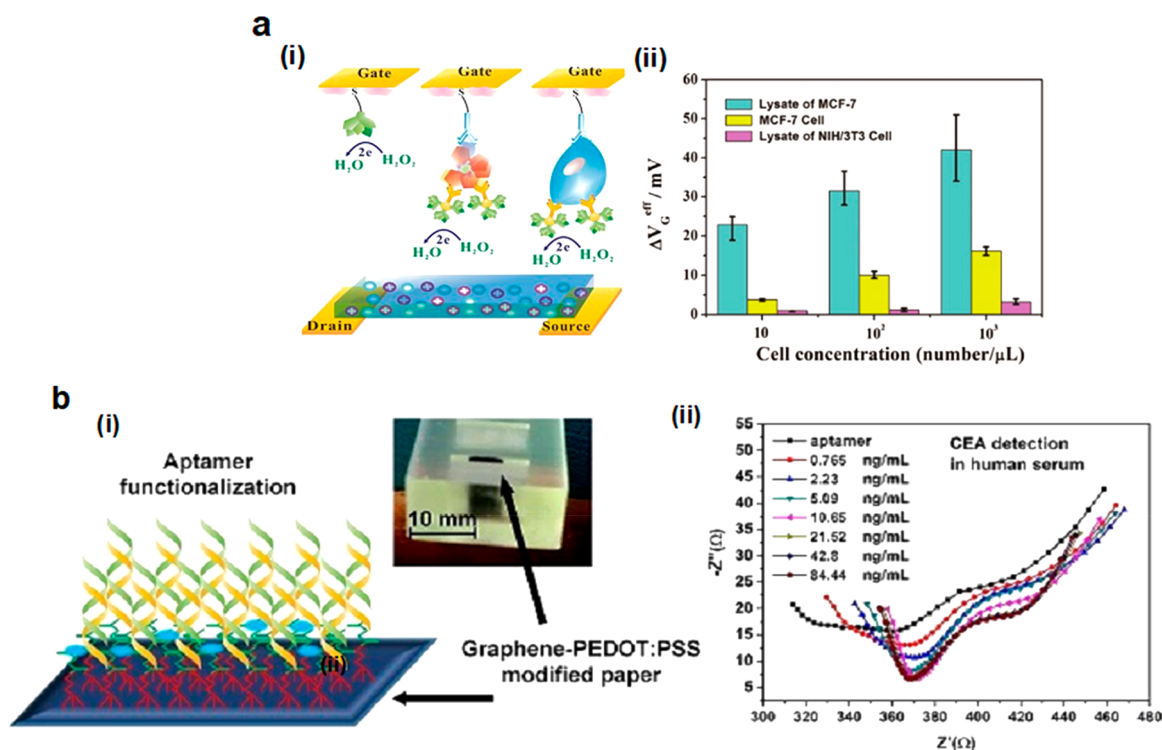 a
(i)
Gate
Gate
Gate
S
S
S
2e
H₂O
H₂O₂
2e
H₂O
H₂O₂
2e
H₂O
H₂O₂
Drain
Source
(ii)
60
50
40
30
20
10
0
ΔV_G^eff / mV
Lysate of MCF-7
MCF-7 Cell
Lysate of NIH/3T3 Cell
10
10²
10³
Cell concentration (number/μL)
b
(i)
Aptamer
functionalization
10 mm
(ii)
Graphene-PEDOT:PSS
modified paper
(ii)
55
50
45
40
35
30
25
20
15
10
5
-Z"(Ω)
aptamer
0.765 ng/mL
2.23 ng/mL
5.09 ng/mL
10.65 ng/mL
21.52 ng/mL
42.8 ng/mL
84.44 ng/mL
CEA detection
in human serum
300 320 340 360 380 400 420 440 460 480
Z'(Ω)